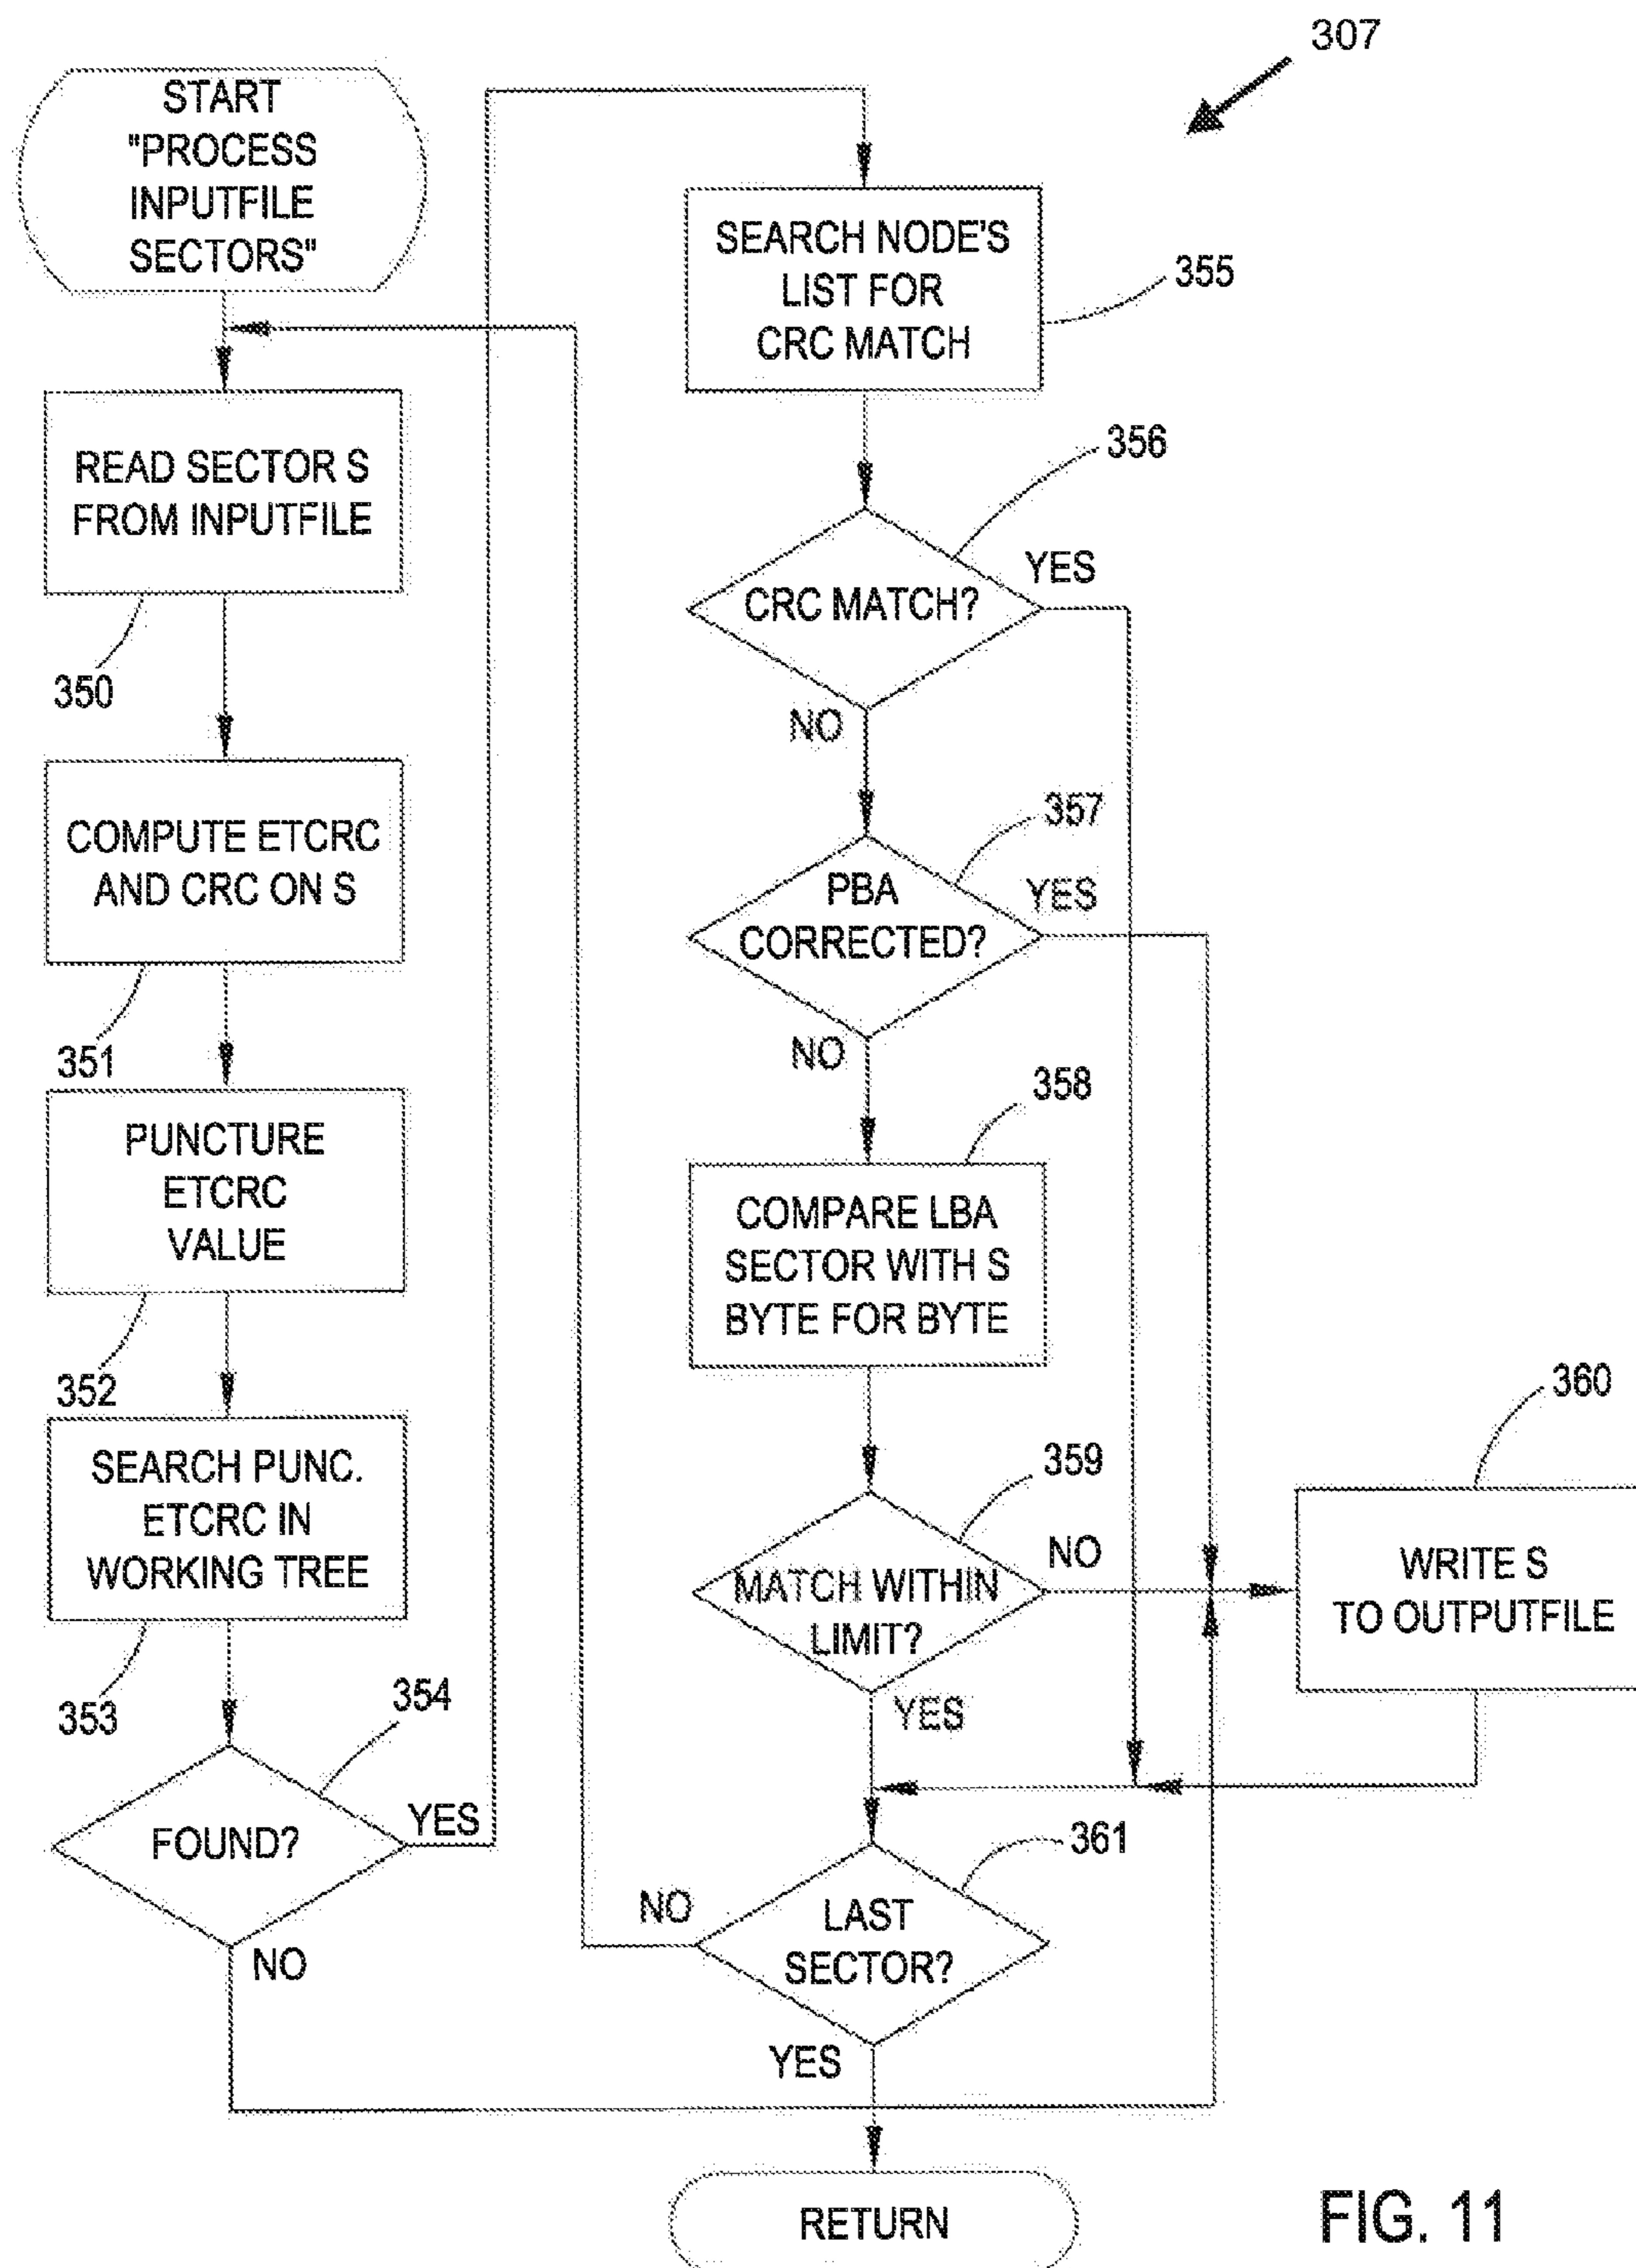 307
START
"PROCESS
INPUTFILE
SECTORS"
READ SECTOR S
FROM INPUTFILE
350
COMPUTE ETCRC
AND CRC ON S
351
PUNCTURE
ETCRC
VALUE
352
SEARCH PUNC.
ETCRC IN
WORKING TREE
353
354
FOUND?
YES
NO
SEARCH NODE'S
LIST FOR
CRC MATCH
355
356
CRC MATCH?
YES
NO
357
PBA
CORRECTED?
YES
NO
358
COMPARE LBA
SECTOR WITH S
BYTE FOR BYTE
359
MATCH WITHIN
LIMIT?
NO
YES
360
WRITE S
TO OUTPUTFILE
361
LAST
SECTOR?
NO
YES
RETURN
FIG. 11